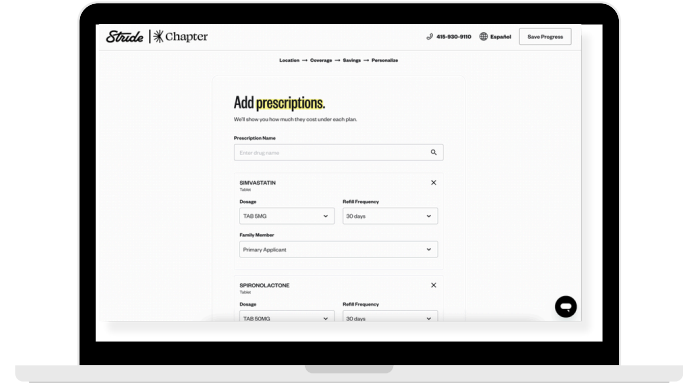 Stride | Chapter
415-930-9110
Español
Save Progress
Location → Coverage → Savings → Personalize
Add prescriptions.
We'll show you how much they cost under each plan.
Prescription Name
Enter drug name
SIMVASTATIN
Tablet
Dosage
Refill Frequency
TAB 5MG
30 days
Family Member
Primary Applicant
SPIRONOLACTONE
Tablet
Dosage
Refill Frequency
TAB 50MG
30 days